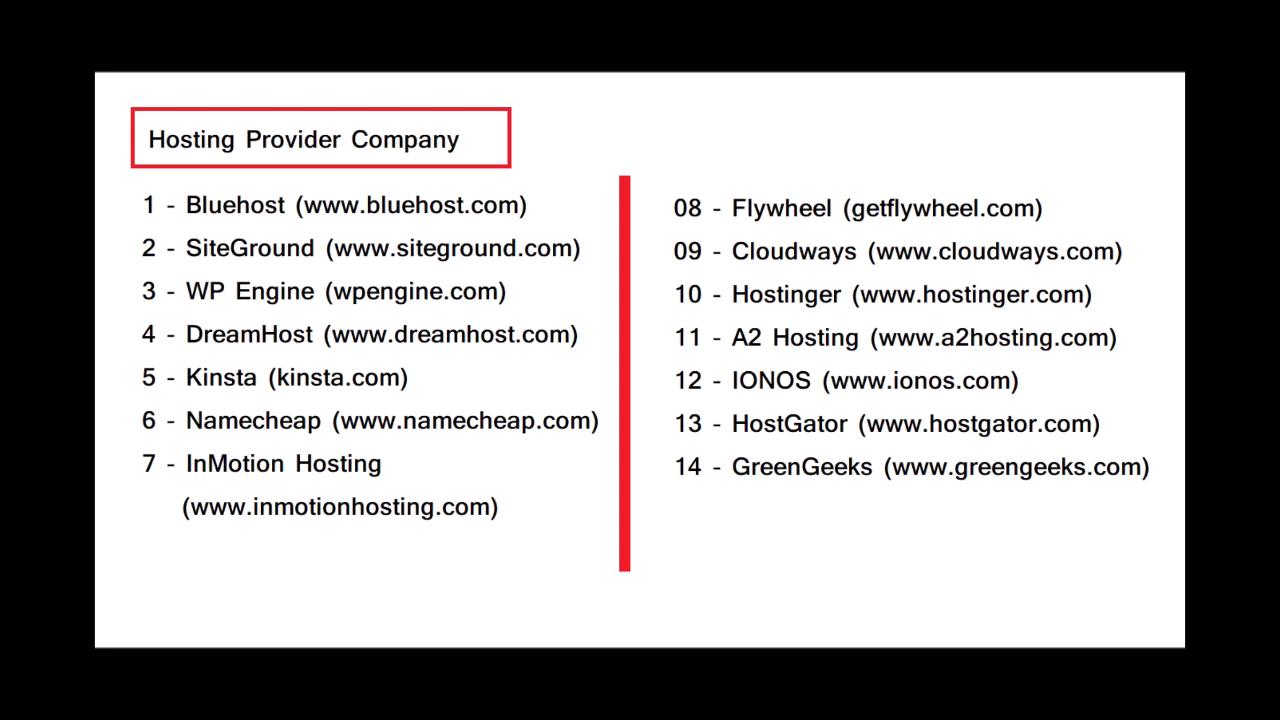 Hosting Provider Company
1 - Bluehost (www.bluehost.com)
2 - SiteGround (www.siteground.com)
3 - WP Engine (wpengine.com)
4 - DreamHost (www.dreamhost.com)
5 - Kinsta (kinsta.com)
6 - Namecheap (www.namecheap.com)
7 - InMotion Hosting
(www.inmotionhosting.com)
08 - Flywheel (getflywheel.com)
09 - Cloudways (www.cloudways.com)
10 - Hostinger (www.hostinger.com)
11 - A2 Hosting (www.a2hosting.com)
12 - IONOS (www.ionos.com)
13 - HostGator (www.hostgator.com)
14 - GreenGeeks (www.greengeeks.com)